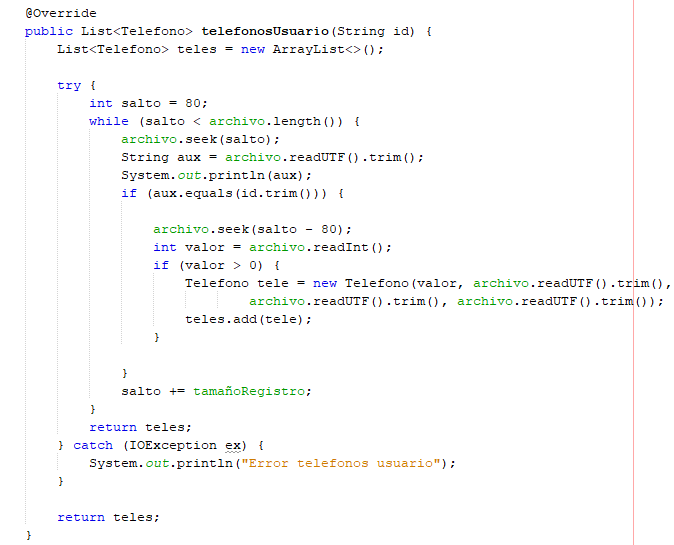 @Override
public List<Telefono> telefonosUsuario(String id) {
    List<Telefono> teles = new ArrayList<>();

    try {
        int salto = 80;
        while (salto < archivo.length()) {
            archivo.seek(salto);
            String aux = archivo.readUTF().trim();
            System.out.println(aux);
            if (aux.equals(id.trim())) {

                archivo.seek(salto - 80);
                int valor = archivo.readInt();
                if (valor > 0) {
                    Telefono tele = new Telefono(valor, archivo.readUTF().trim(),
                            archivo.readUTF().trim(), archivo.readUTF().trim());
                    teles.add(tele);
                }

            }
            salto += tamañoRegistro;
        }
        return teles;
    } catch (IOException ex) {
        System.out.println("Error telefonos usuario");
    }

    return teles;
}